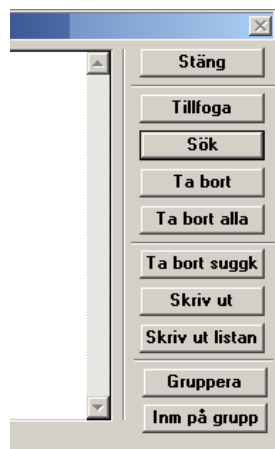 Stäng
Tillfoga
Sök
Ta bort
Ta bort alla
Ta bort suggk
Skriv ut
Skriv ut listan
Gruppera
Inm på grupp